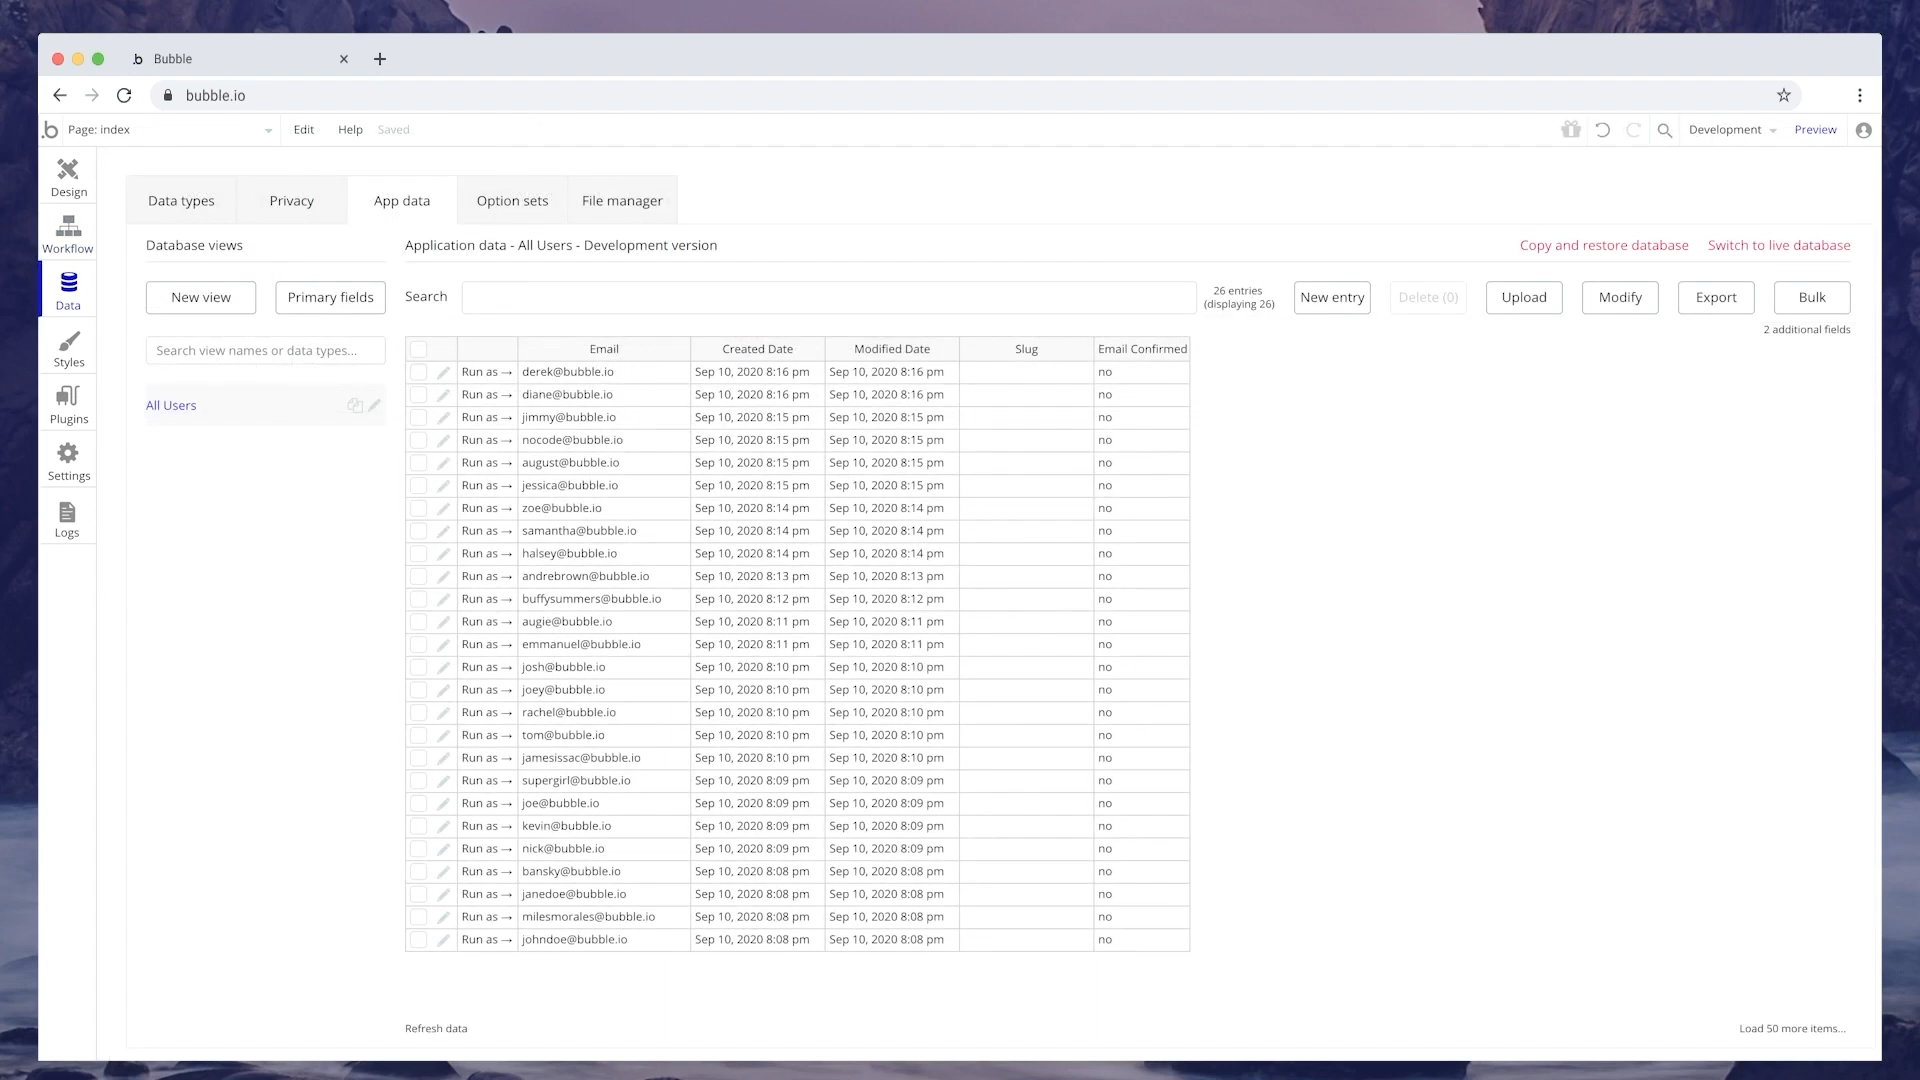 Bubble
bubble.io
Page: index Edit Help Saved Development Preview
Design
Workflow
Data
Styles
Plugins
Settings
Logs
Data types Privacy App data Option sets File manager
Database views
New view Primary fields
Search view names or data types...
All Users
Application data - All Users - Development version Copy and restore database Switch to live database
Search 26 entries (displaying 26) New entry Delete (0) Upload Modify Export Bulk
2 additional fields
Email Created Date Modified Date Slug Email Confirmed
Run as → derek@bubble.io Sep 10, 2020 8:16 pm Sep 10, 2020 8:16 pm no
Run as → diane@bubble.io Sep 10, 2020 8:16 pm Sep 10, 2020 8:16 pm no
Run as → jimmy@bubble.io Sep 10, 2020 8:15 pm Sep 10, 2020 8:15 pm no
Run as → nocode@bubble.io Sep 10, 2020 8:15 pm Sep 10, 2020 8:15 pm no
Run as → august@bubble.io Sep 10, 2020 8:15 pm Sep 10, 2020 8:15 pm no
Run as → jessica@bubble.io Sep 10, 2020 8:15 pm Sep 10, 2020 8:15 pm no
Run as → zoe@bubble.io Sep 10, 2020 8:14 pm Sep 10, 2020 8:14 pm no
Run as → samantha@bubble.io Sep 10, 2020 8:14 pm Sep 10, 2020 8:14 pm no
Run as → halsey@bubble.io Sep 10, 2020 8:14 pm Sep 10, 2020 8:14 pm no
Run as → andrebrown@bubble.io Sep 10, 2020 8:13 pm Sep 10, 2020 8:13 pm no
Run as → buffysummers@bubble.io Sep 10, 2020 8:12 pm Sep 10, 2020 8:12 pm no
Run as → augie@bubble.io Sep 10, 2020 8:11 pm Sep 10, 2020 8:11 pm no
Run as → emmanuel@bubble.io Sep 10, 2020 8:11 pm Sep 10, 2020 8:11 pm no
Run as → josh@bubble.io Sep 10, 2020 8:10 pm Sep 10, 2020 8:10 pm no
Run as → joey@bubble.io Sep 10, 2020 8:10 pm Sep 10, 2020 8:10 pm no
Run as → rachel@bubble.io Sep 10, 2020 8:10 pm Sep 10, 2020 8:10 pm no
Run as → tom@bubble.io Sep 10, 2020 8:10 pm Sep 10, 2020 8:10 pm no
Run as → jamesissac@bubble.io Sep 10, 2020 8:10 pm Sep 10, 2020 8:10 pm no
Run as → supergirl@bubble.io Sep 10, 2020 8:09 pm Sep 10, 2020 8:09 pm no
Run as → joe@bubble.io Sep 10, 2020 8:09 pm Sep 10, 2020 8:09 pm no
Run as → kevin@bubble.io Sep 10, 2020 8:09 pm Sep 10, 2020 8:09 pm no
Run as → nick@bubble.io Sep 10, 2020 8:09 pm Sep 10, 2020 8:09 pm no
Run as → bansky@bubble.io Sep 10, 2020 8:08 pm Sep 10, 2020 8:08 pm no
Run as → janedoe@bubble.io Sep 10, 2020 8:08 pm Sep 10, 2020 8:08 pm no
Run as → milesmorales@bubble.io Sep 10, 2020 8:08 pm Sep 10, 2020 8:08 pm no
Run as → johndoe@bubble.io Sep 10, 2020 8:08 pm Sep 10, 2020 8:08 pm no
Refresh data Load 50 more items...